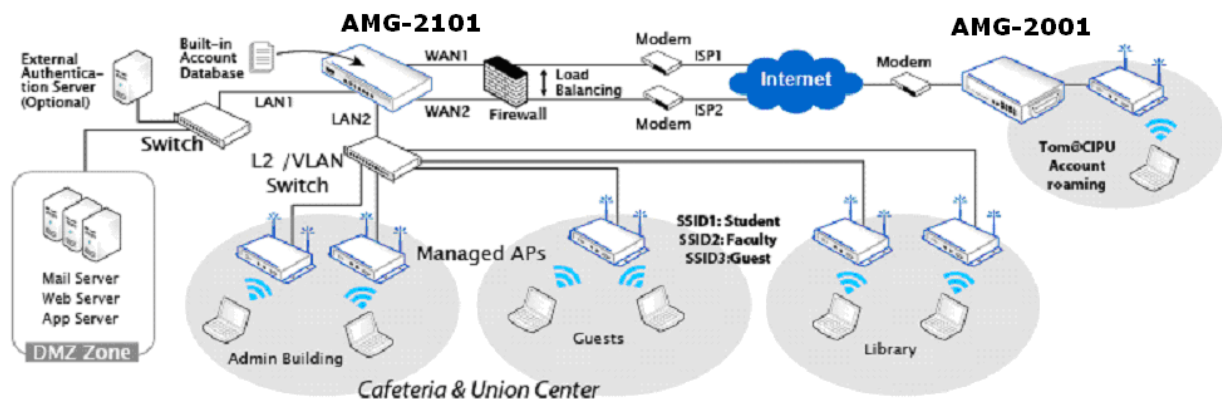 AMG-2101
AMG-2001
External
Authentica-
tion Server
(Optional)
Built-in
Account
Database
WAN1
WAN2
LAN1
LAN2
Firewall
Load
Balancing
Modem
ISP1
Modem
ISP2
Internet
Modem
Switch
L2 /VLAN
Switch
Tom@CIPU
Account
roaming
Mail Server
Web Server
App Server
DMZ Zone
Managed APs
SSID1: Student
SSID2: Faculty
SSID3:Guest
Admin Building
Guests
Library
Cafeteria & Union Center